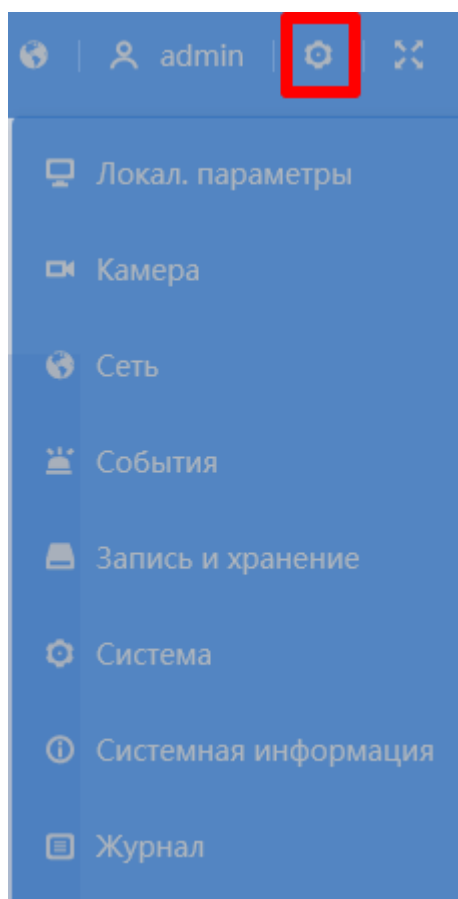 admin
Локал. параметры
Камера
Сеть
События
Запись и хранение
Система
Системная информация
Журнал